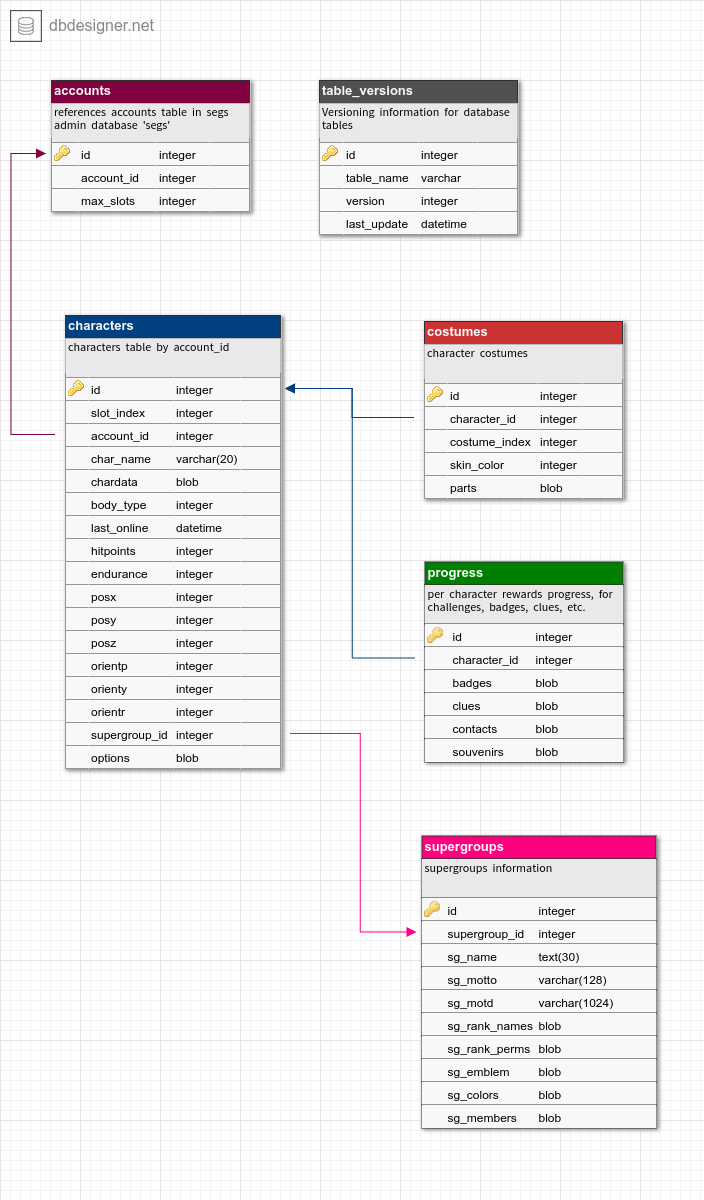 dbdesigner.net
accounts
references accounts table in segs
admin database 'segs'
id integer
account_id integer
max_slots integer
table_versions
Versioning information for database
tables
id integer
table_name varchar
version integer
last_update datetime
characters
characters table by account_id
id integer
slot_index integer
account_id integer
char_name varchar(20)
chardata blob
body_type integer
last_online datetime
hitpoints integer
endurance integer
posx integer
posy integer
posz integer
orientp integer
orienty integer
orientr integer
supergroup_id integer
options blob
costumes
character costumes
id integer
character_id integer
costume_index integer
skin_color integer
parts blob
progress
per character rewards progress, for
challenges, badges, clues, etc.
id integer
character_id integer
badges blob
clues blob
contacts blob
souvenirs blob
supergroups
supergroups information
id integer
supergroup_id integer
sg_name text(30)
sg_motto varchar(128)
sg_motd varchar(1024)
sg_rank_names blob
sg_rank_perms blob
sg_emblem blob
sg_colors blob
sg_members blob